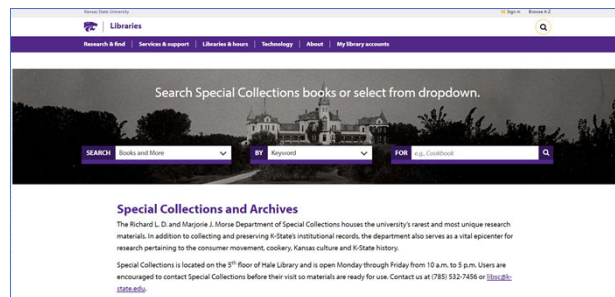 Kansas State University
Sign in Browse A-Z
Libraries
Research & find Services & support Libraries & hours Technology About My library accounts
Search Special Collections books or select from dropdown.
SEARCH Books and More BY Keyword FOR e.g., Cookbook
Special Collections and Archives
The Richard L. D. and Marjorie J. Morse Department of Special Collections houses the university's rarest and most unique research
materials. In addition to collecting and preserving K-State's institutional records, the department also serves as a vital epicenter for
research pertaining to the consumer movement, cookery, Kansas culture and K-State history.
Special Collections is located on the 5th floor of Hale Library and is open Monday through Friday from 10 a.m. to 5 p.m. Users are
encouraged to contact Special Collections before their visit so materials are ready for use. Contact us at (785) 532-7456 or libsc@k-
state.edu.